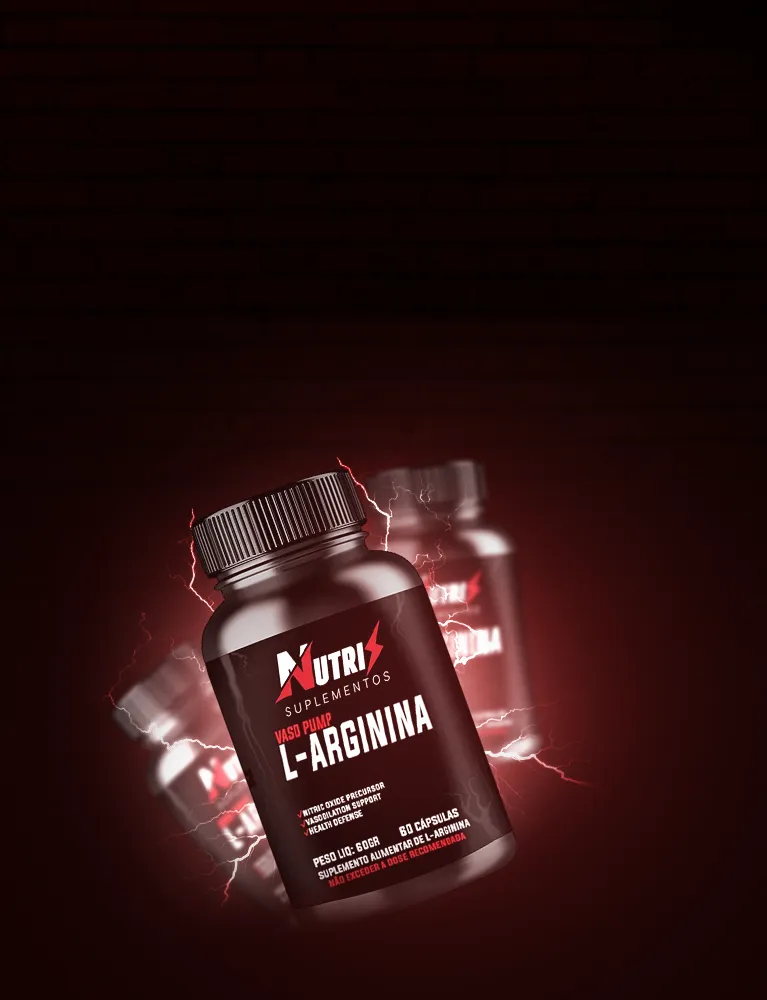 NUTRIS
SUPLEMENTOS
VASO PUMP
L-ARGININA
NITRIC OXIDE PRECURSOR
VASODILATION SUPPORT
HEALTH DEFENSE
PESO LIQ: 60GR 60 CÁPSULAS
SUPLEMENTO ALIMENTAR DE L-ARGININA
NÃO EXCEDER A DOSE RECOMENDADA